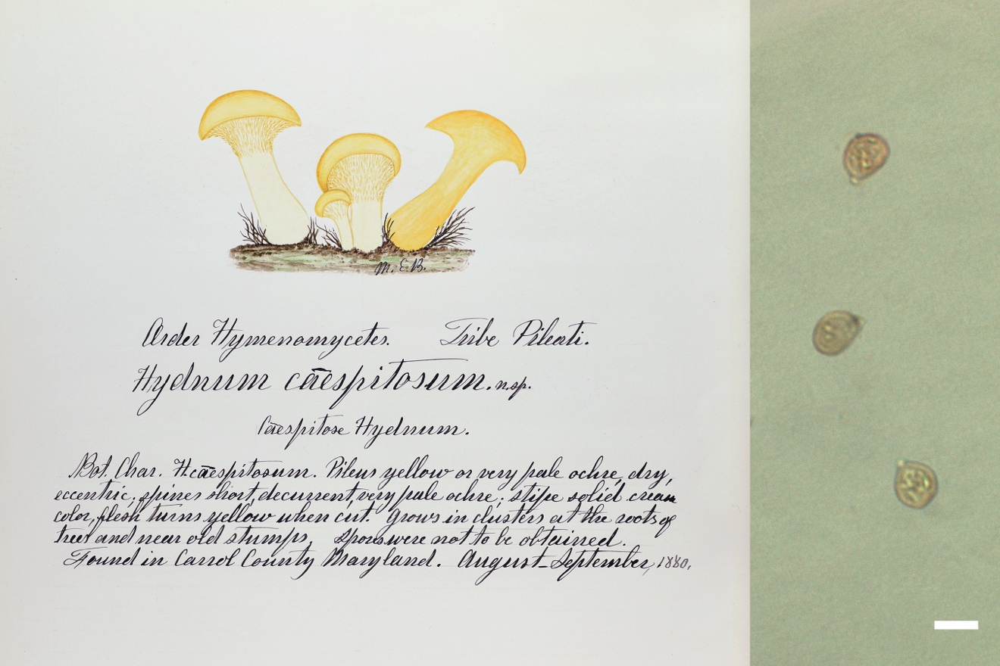 M. E. B.
Order Hymenomycetes. Tribe Pileati.
Hydnum cāespitosum. n.sp.
Cāespitose Hydnum.
Bot. Char. H. cāespitosum. Pileus yellow or very pale ochre, dry,
eccentric; spines short, decurrent, very pale ochre; stipe solid cream
color, flesh turns yellow when cut. Grows in clusters at the roots of
trees and near old stumps. Spores were not to be obtained.
Found in Carrol County Maryland. August–September, 1880.